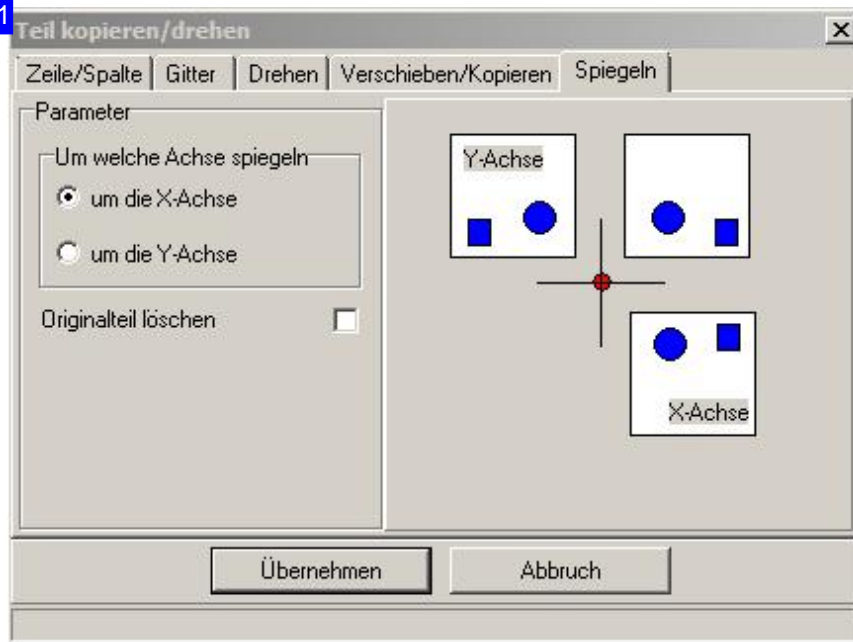 1
Teil kopieren/drehen
Zeile/Spalte Gitter Drehen Verschieben/Kopieren Spiegeln
Parameter
Um welche Achse spiegeln
um die X-Achse
um die Y-Achse
Originalteil löschen
Y-Achse
X-Achse
Übernehmen Abbruch